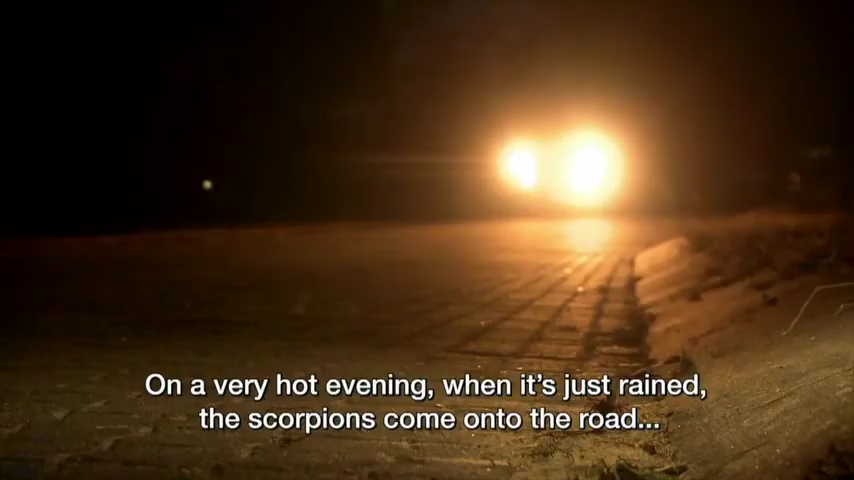 On a very hot evening, when it's just rained,
the scorpions come onto the road...